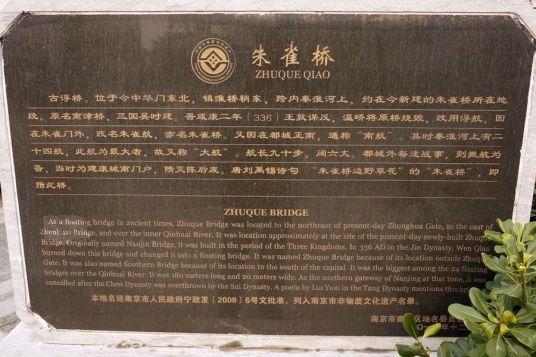 朱雀桥
ZHUQUE QIAO
古浮桥。位于今中华门东北，镇淮桥稍东，跨内秦淮河上，约在今新建的朱雀桥所在地
段。原名南津桥，三国吴时建。晋咸康二年（336）王敦谋反，温峤将原桥烧毁，改用浮航，因
在朱雀门外，改名朱雀航，亦名朱雀桥。又因在都城正南，通称“南航”。其时秦淮河上有二
十四航，此航为最大者，故又称“大航”。航长九十步，阔六丈。都城外每逢战事，则撤航为
备，当时为建康城南门户，隋灭陈后废。唐刘禹锡诗句“朱雀桥边野草花”的“朱雀桥”，即
指此桥。
ZHUQUE BRIDGE
As a floating bridge in ancient times, Zhuque Bridge was located to the northeast of present-day Zhonghua Gate, to the east of
Bridge, and over the inner Qinhuai River. It was location approximately at the site of the present-day newly-built Zhuque
Bridge. Originally named Nanjin Bridge, it was built in the period of the Three Kingdoms. In 336 AD in the Jin Dynasty, Wen Qiao
burned down this bridge and changed it into a floating bridge. It was named Zhuque Bridge because of its location outside Zhuque
Gate. It was also named Southern Bridge because of its location to the south of the capital. It was the biggest among the 24 floating
bridges over the Qinhuai River. It was 162 meters long and 26 meters wide. As the southern gateway of Nanjing at that time, it was
cancelled after the Chen Dynasty was overthrown by the Sui Dynasty. A poem by Liu Yuxi in the Tang Dynasty mentions this
本地名经南京市人民政府宁政发〔2008〕6号文批准，列入南京市非物质文化遗产名录。
南京市秦 区地名委员